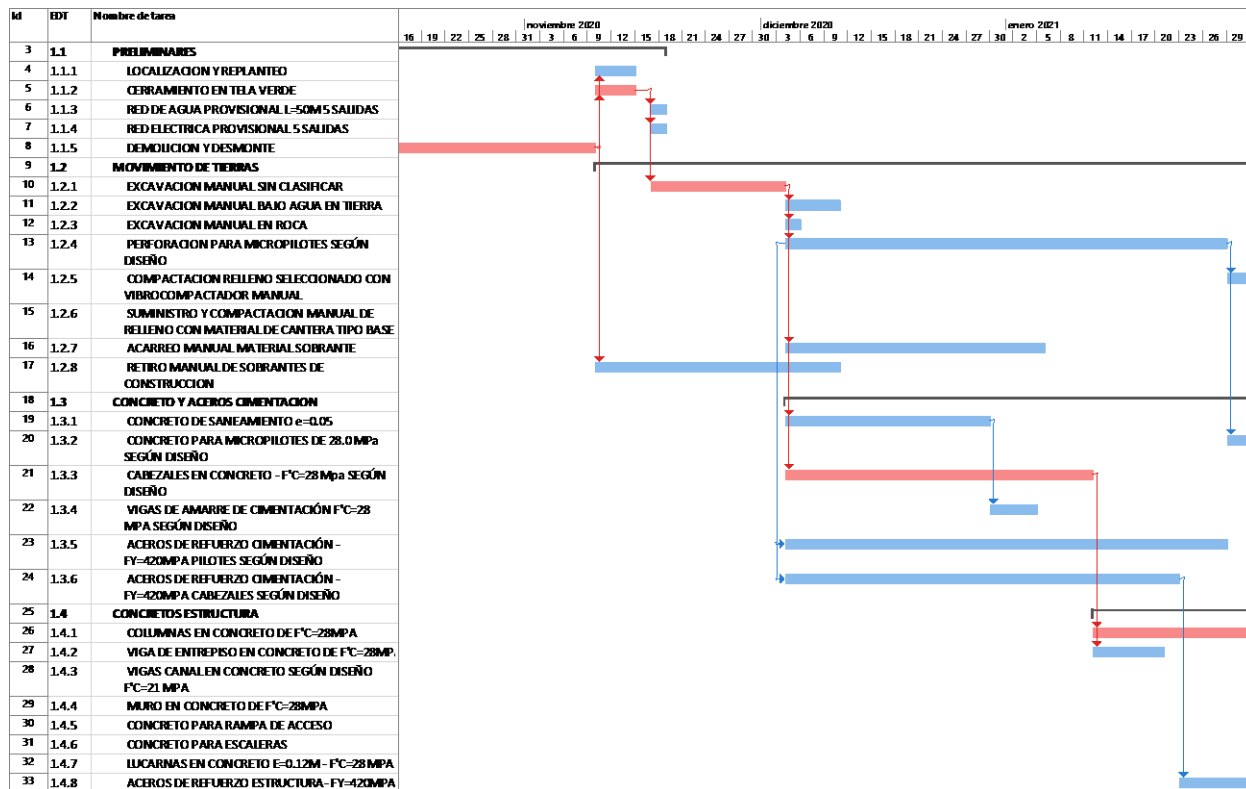 Id EDT Nombre de tarea
noviembre 2020 diciembre 2020 enero 2021
16 19 22 25 28 31 3 6 9 12 15 18 21 24 27 30 3 6 9 12 15 18 21 24 27 30 2 5 8 11 14 17 20 23 26 29
3 1.1 PRELIMINARES
4 1.1.1 LOCALIZACION Y REPLANTEO
5 1.1.2 CERRAMIENTO EN TELA VERDE
6 1.1.3 RED DE AGUA PROVISIONAL L=50M 5 SALIDAS
7 1.1.4 RED ELECTRICA PROVISIONAL 5 SALIDAS
8 1.1.5 DEMOLICION Y DESMONTE
9 1.2 MOVIMIENTO DE TIERRAS
10 1.2.1 EXCAVACION MANUAL SIN CLASIFICAR
11 1.2.2 EXCAVACION MANUAL BAJO AGUA EN TIERRA
12 1.2.3 EXCAVACION MANUAL EN ROCA
13 1.2.4 PERFORACION PARA MICROPILOTES SEGÚN
DISEÑO
14 1.2.5 COMPACTACION RELLENO SELECCIONADO CON
VIBROCOMPACTADOR MANUAL
15 1.2.6 SUMINISTRO Y COMPACTACION MANUAL DE
RELLENO CON MATERIAL DE CANTERA TIPO BASE
16 1.2.7 ACARREO MANUAL MATERIAL SOBRANTE
17 1.2.8 RETIRO MANUAL DE SOBRANTES DE
CONSTRUCCION
18 1.3 CONCRETO Y ACEROS CIMENTACION
19 1.3.1 CONCRETO DE SANEAMIENTO e=0.05
20 1.3.2 CONCRETO PARA MICROPILOTES DE 28.0 MPa
SEGÚN DISEÑO
21 1.3.3 CABEZALES EN CONCRETO - F'C=28 Mpa SEGÚN
DISEÑO
22 1.3.4 VIGAS DE AMARRE DE CIMENTACIÓN F'C=28
MPA SEGÚN DISEÑO
23 1.3.5 ACEROS DE REFUERZO CIMENTACIÓN -
FY=420MPA PILOTES SEGÚN DISEÑO
24 1.3.6 ACEROS DE REFUERZO CIMENTACIÓN -
FY=420MPA CABEZALES SEGÚN DISEÑO
25 1.4 CONCRETOS ESTRUCTURA
26 1.4.1 COLUMNAS EN CONCRETO DE F'C=28MPA
27 1.4.2 VIGA DE ENTREPISO EN CONCRETO DE F'C=28MP.
28 1.4.3 VIGAS CANAL EN CONCRETO SEGÚN DISEÑO
F'C=21 MPA
29 1.4.4 MURO EN CONCRETO DE F'C=28MPA
30 1.4.5 CONCRETO PARA RAMPA DE ACCESO
31 1.4.6 CONCRETO PARA ESCALERAS
32 1.4.7 LUCARNAS EN CONCRETO E=0.12M - F'C=28 MPA
33 1.4.8 ACEROS DE REFUERZO ESTRUCTURA - FY=420MPA